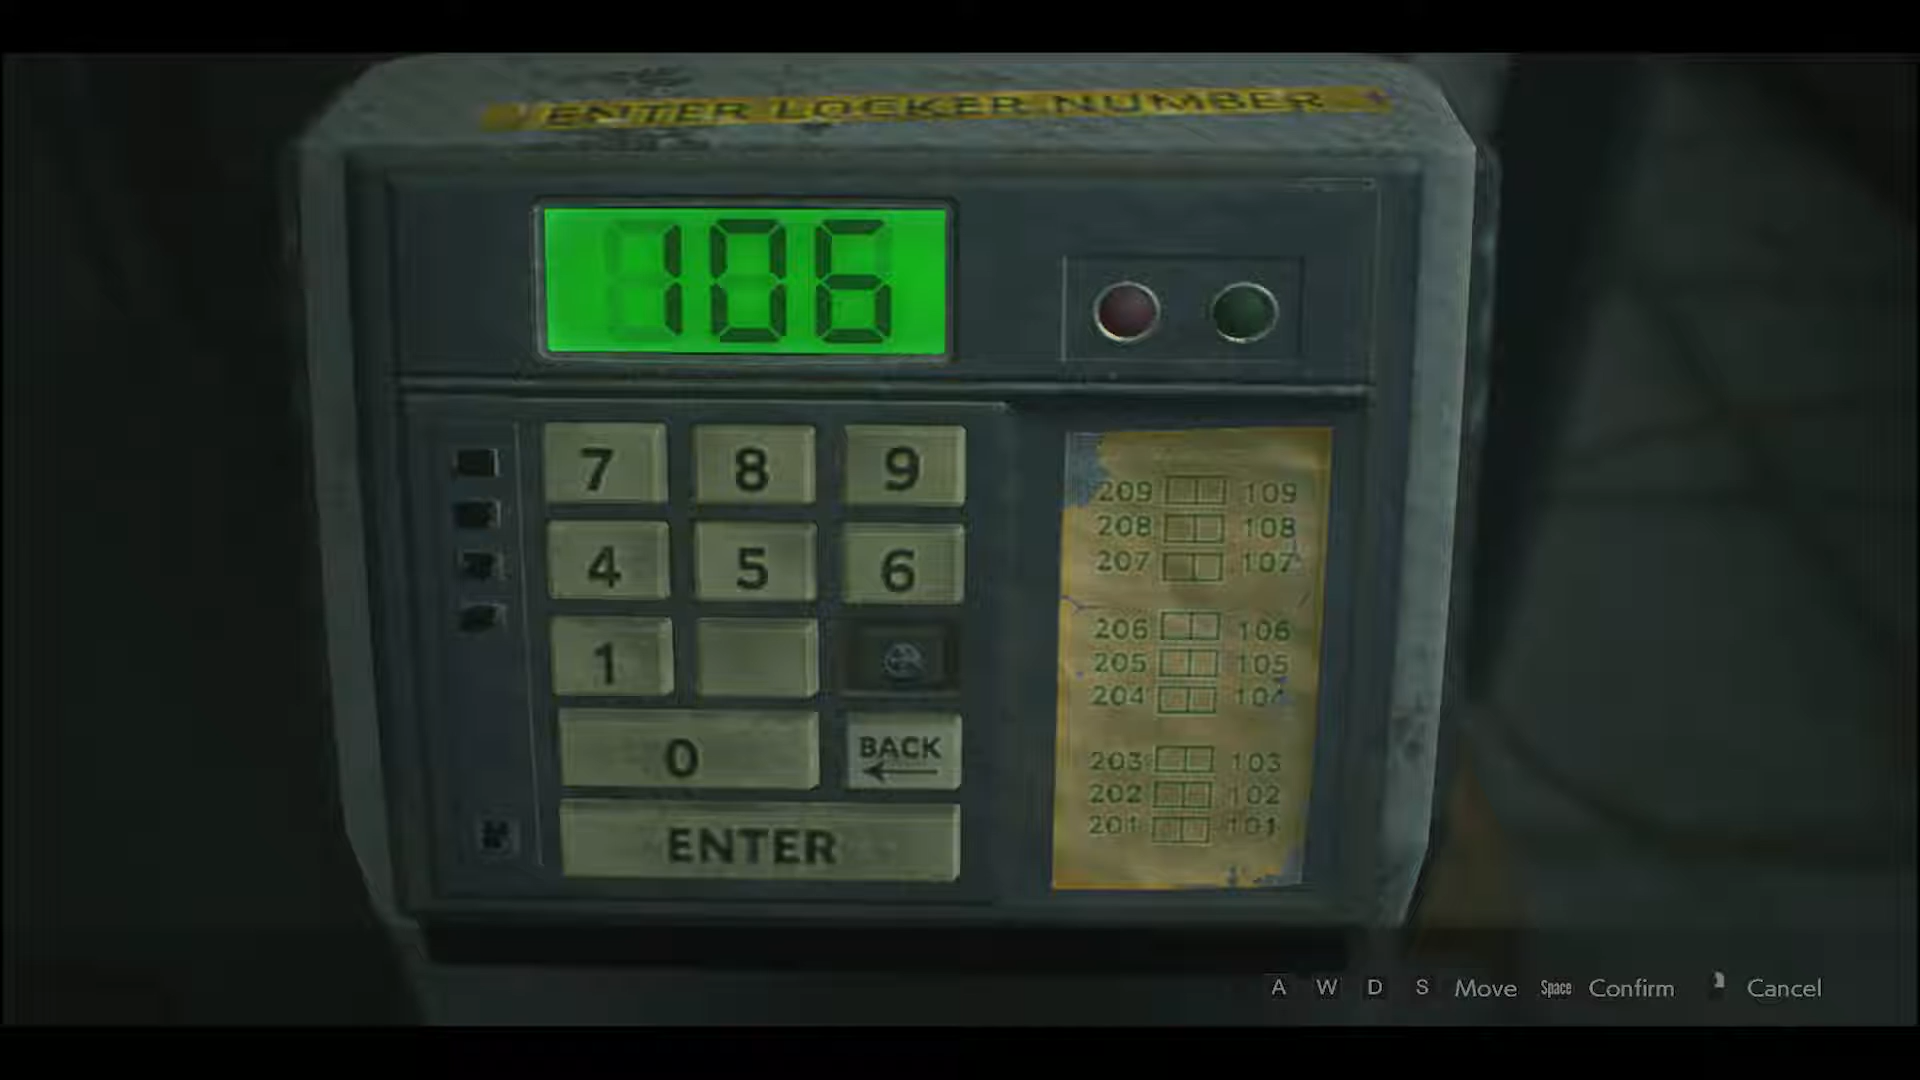 ENTER LOCKER NUMBER
106
7 8 9
4 5 6
1
0 BACK
ENTER
209 109
208 108
207 107
206 106
205 105
204 104
203 103
202 102
201 101
A W D S Move Space Confirm Cancel